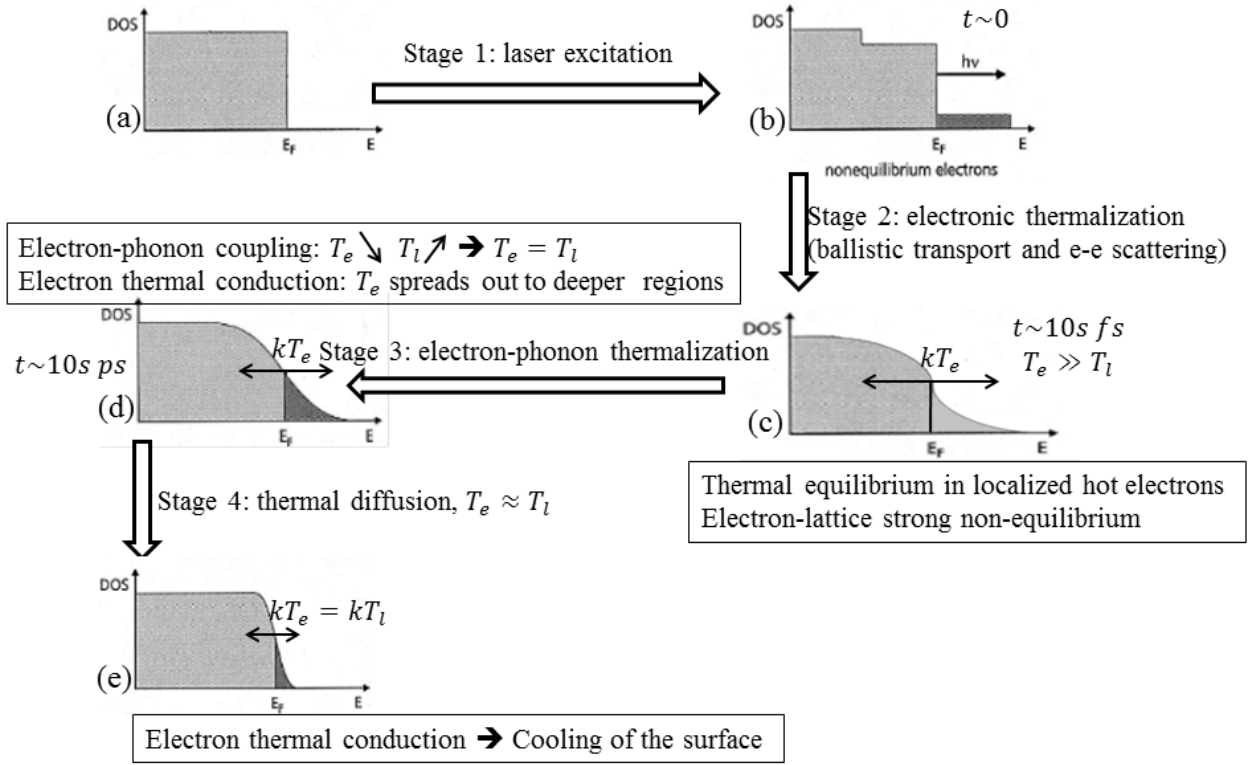 DOS
(a)
E_F
E
Stage 1: laser excitation
DOS
t~0
hν
(b)
E_F
E
nonequilibrium electrons
Stage 2: electronic thermalization
(ballistic transport and e-e scattering)
Electron-phonon coupling: T_e ↘ T_l ↗ ➔ T_e = T_l
Electron thermal conduction: T_e spreads out to deeper regions
DOS
t~10s ps
kT_e
(d)
E_F
E
Stage 3: electron-phonon thermalization
DOS
t~10s fs
T_e ≫ T_l
kT_e
(c)
E_F
E
Thermal equilibrium in localized hot electrons
Electron-lattice strong non-equilibrium
Stage 4: thermal diffusion, T_e ≈ T_l
DOS
kT_e = kT_l
(e)
E_F
E
Electron thermal conduction ➔ Cooling of the surface